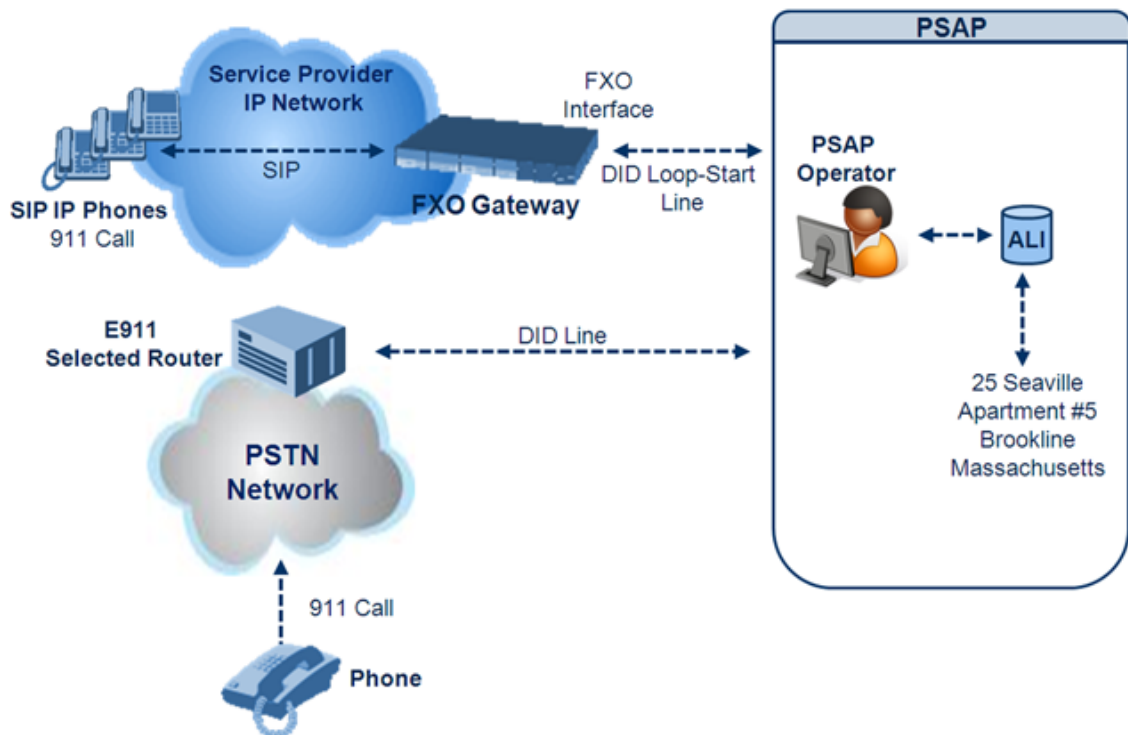 PSAP
Service Provider
IP Network
FXO
Interface
SIP
DID Loop-Start
Line
SIP IP Phones
911 Call
FXO Gateway
PSAP
Operator
ALI
E911
Selected Router
DID Line
25 Seaville
Apartment #5
Brookline
Massachusetts
PSTN
Network
911 Call
Phone